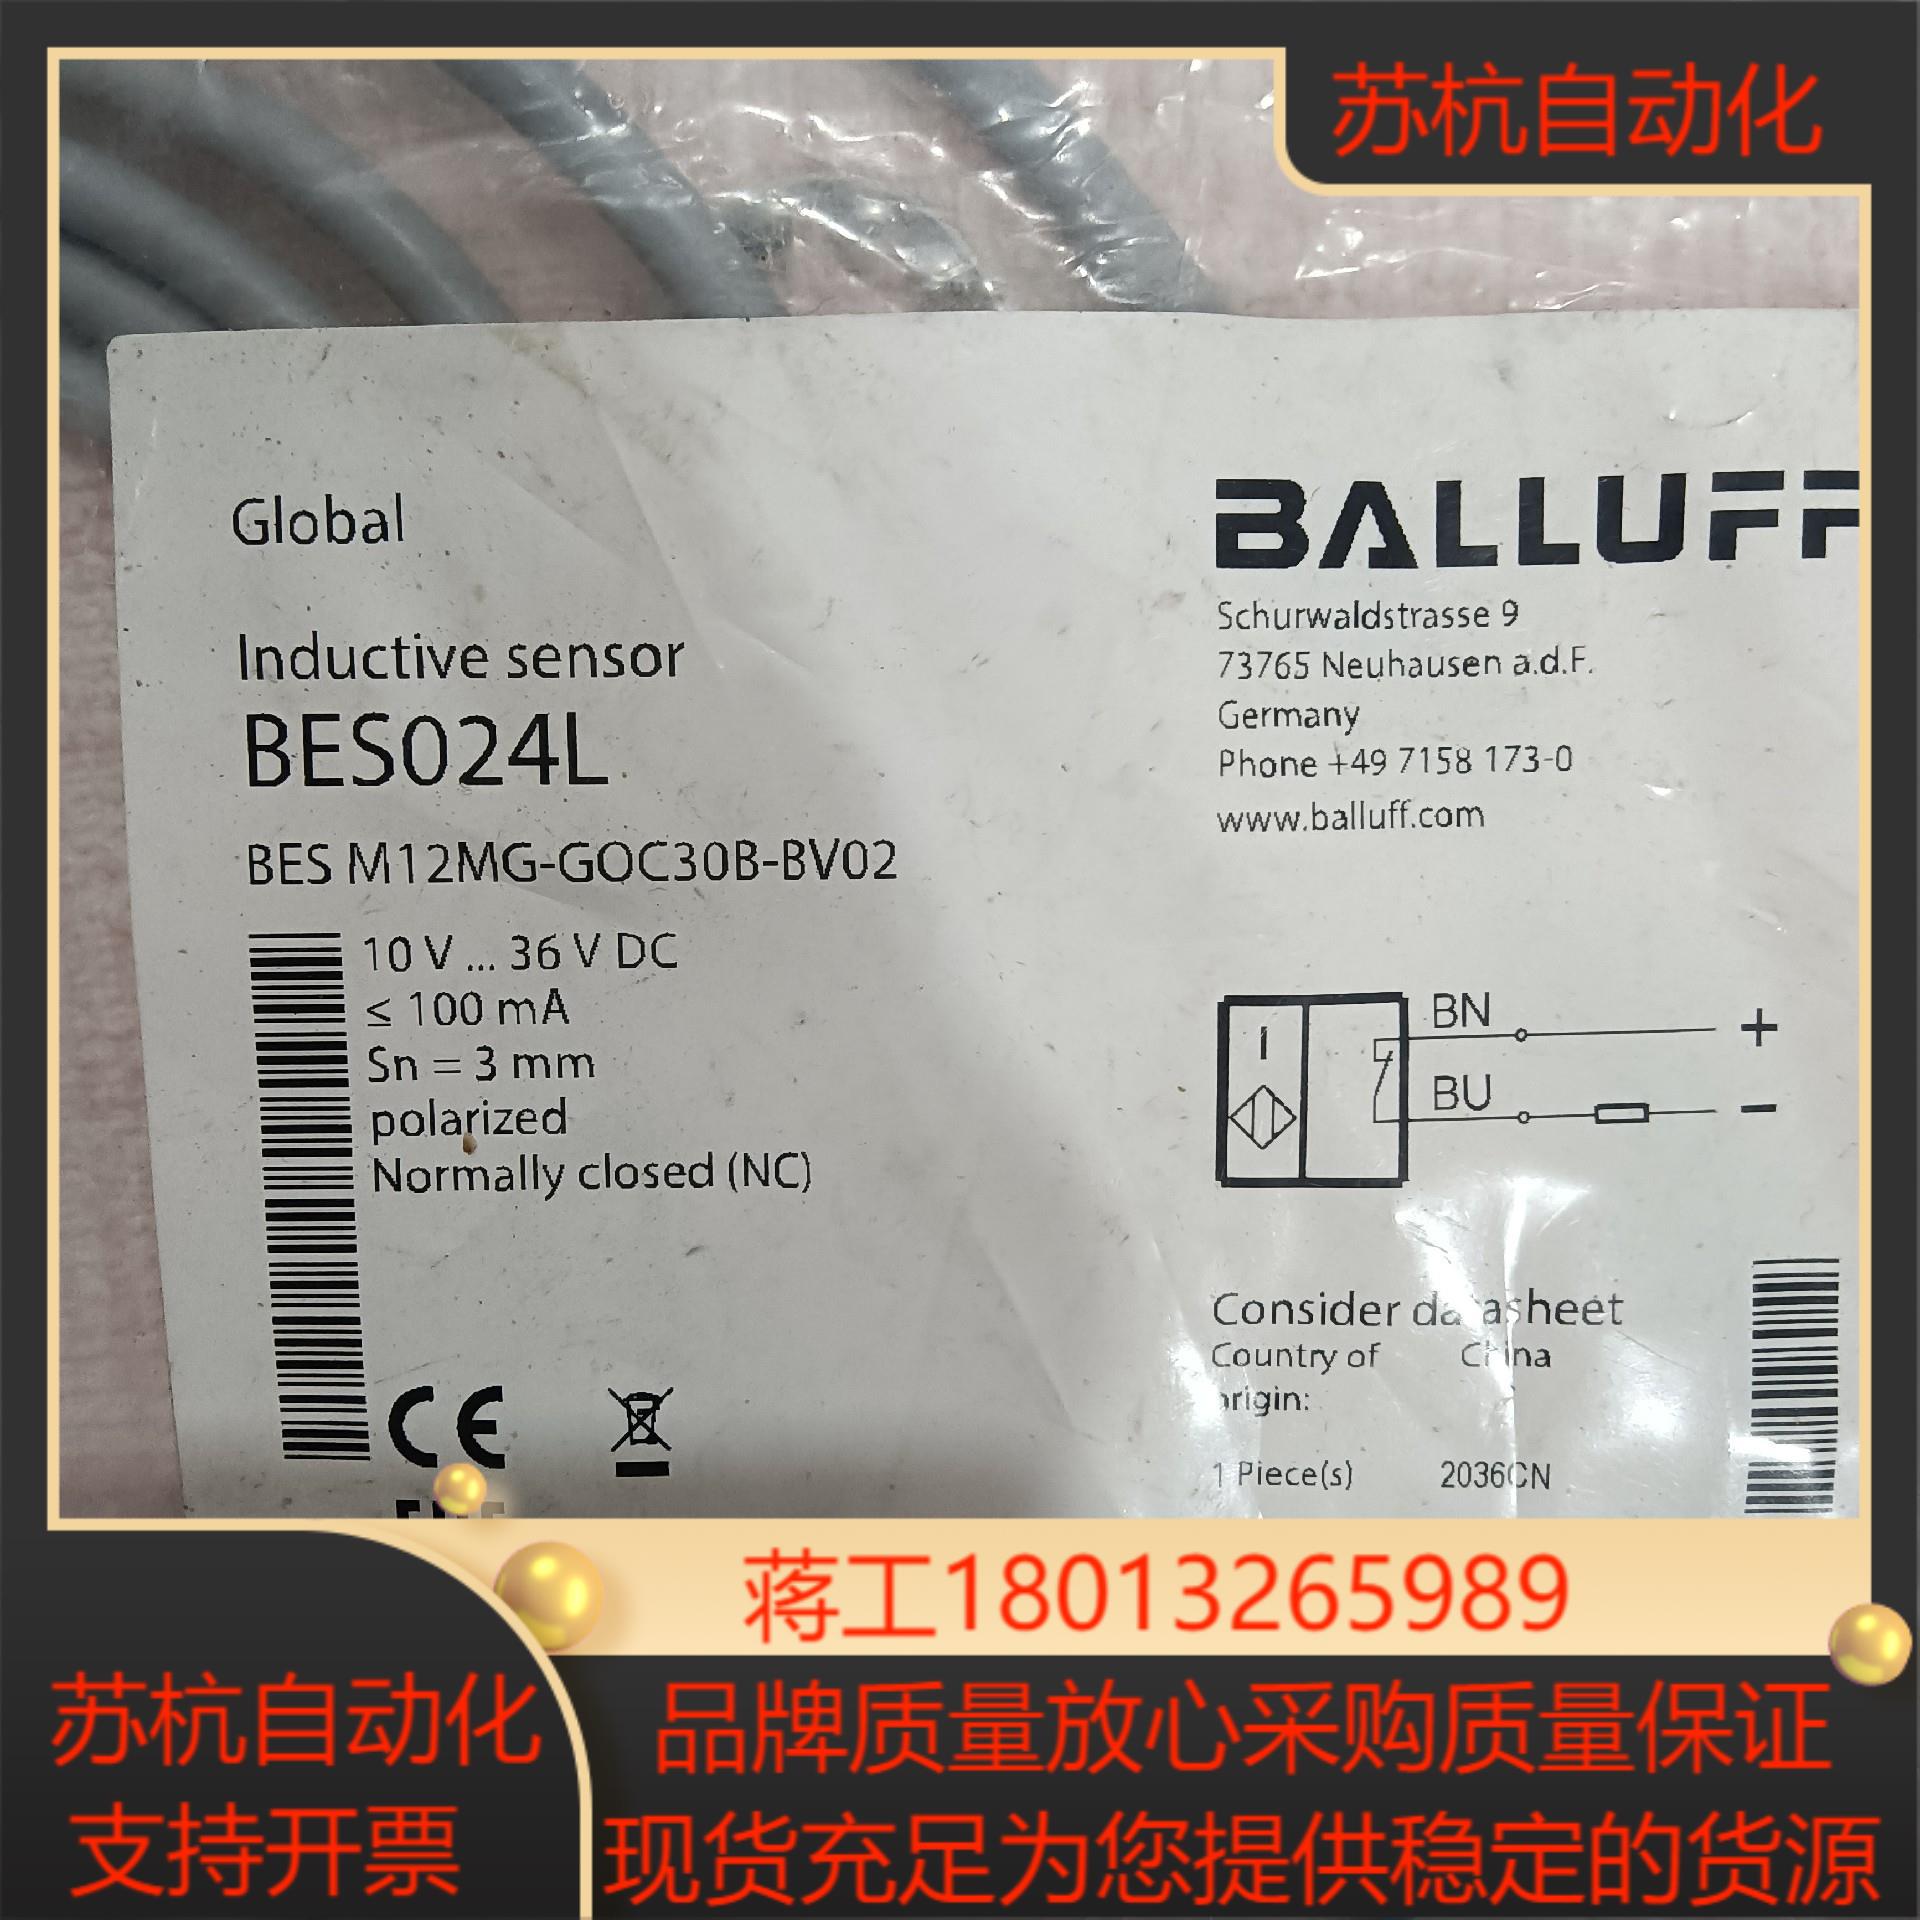 苏杭自动化
Global
BALLUFF
Schurwaldstrasse 9
73765 Neuhausen a.d.F.
Germany
Phone +49 7158 173-0
www.balluff.com
Inductive sensor
BES024L
BES M12MG-GOC30B-BV02
10 V ... 36 V DC
≤ 100 mA
Sn = 3 mm
polarized
Normally closed (NC)
I
BN
+
BU
−
Consider datasheet
Country of China
origin:
1 Piece(s) 2036CN
CE
蒋工18013265989
苏杭自动化
支持开票
品牌质量放心采购质量保证
现货充足为您提供稳定的货源